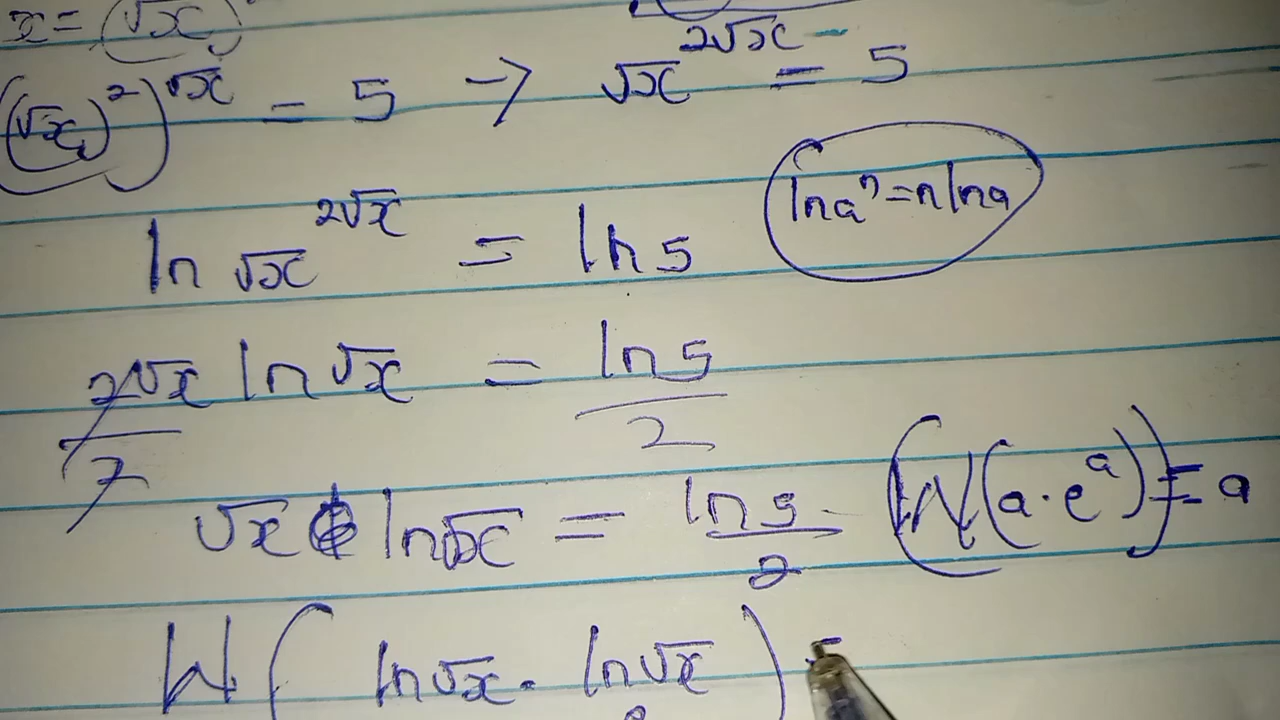 x = (√x)
((√x)²)^√x = 5 → √x^2√x = 5
ln √x^2√x = ln 5 ln aⁿ = n ln a
2√x ln √x / 2 = ln 5 / 2
√x ln √x = ln 5 / 2 (W(a · e^a)) = a
W( ln √x · ln √x ) =